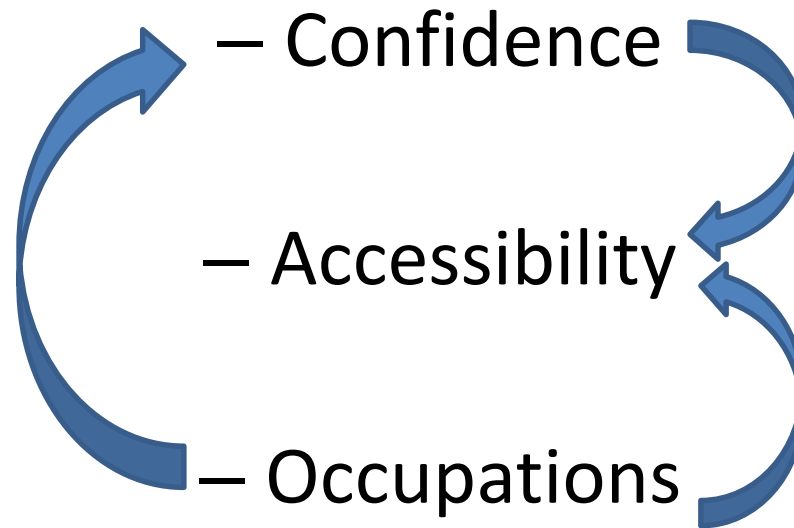 – Confidence
– Accessibility
– Occupations